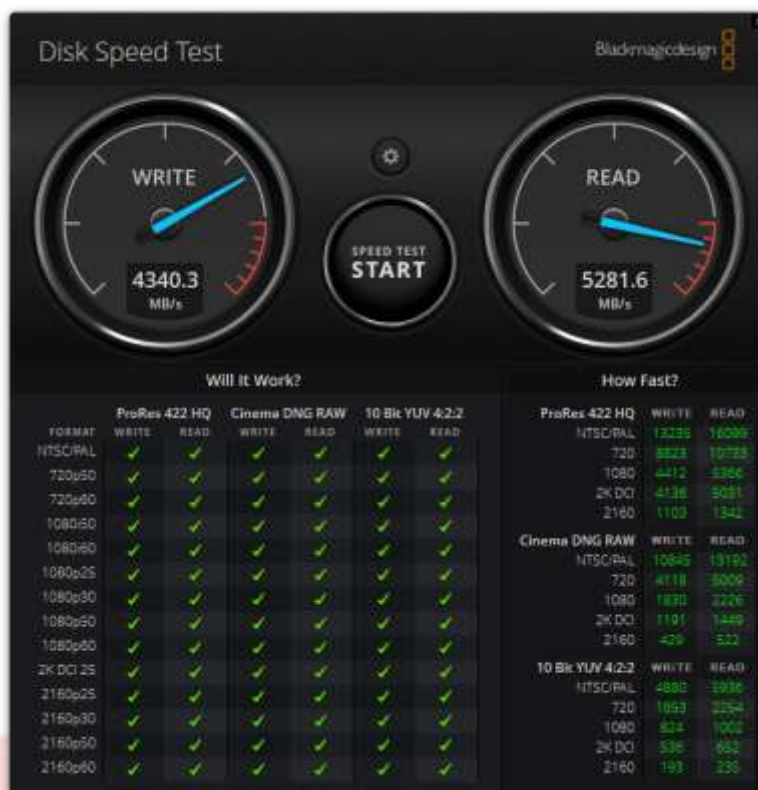 Disk Speed Test
Blackmagicdesign
WRITE
4340.3
MB/s
SPEED TEST
START
READ
5281.6
MB/s
Will It Work?
ProRes 422 HQ Cinema DNG RAW 10 Bit YUV 4:2:2
FORMAT WRITE READ WRITE READ WRITE READ
NTSC/PAL
720p50
720p60
1080i50
1080i60
1080p25
1080p30
1080p50
1080p60
2K DCI 25
2160p25
2160p30
2160p50
2160p60
How Fast?
ProRes 422 HQ WRITE READ
NTSC/PAL 13235
720 8823
1080 4412
2K DCI 4136
2160 1103 1342
Cinema DNG RAW WRITE READ
NTSC/PAL 10845 13192
720 4118 5009
1080 1830 2226
2K DCI 1191 1449
2160 429 522
10 Bit YUV 4:2:2 WRITE READ
NTSC/PAL 4880 5936
720 1853 2254
1080 824 1002
2K DCI 536 652
2160 193 235